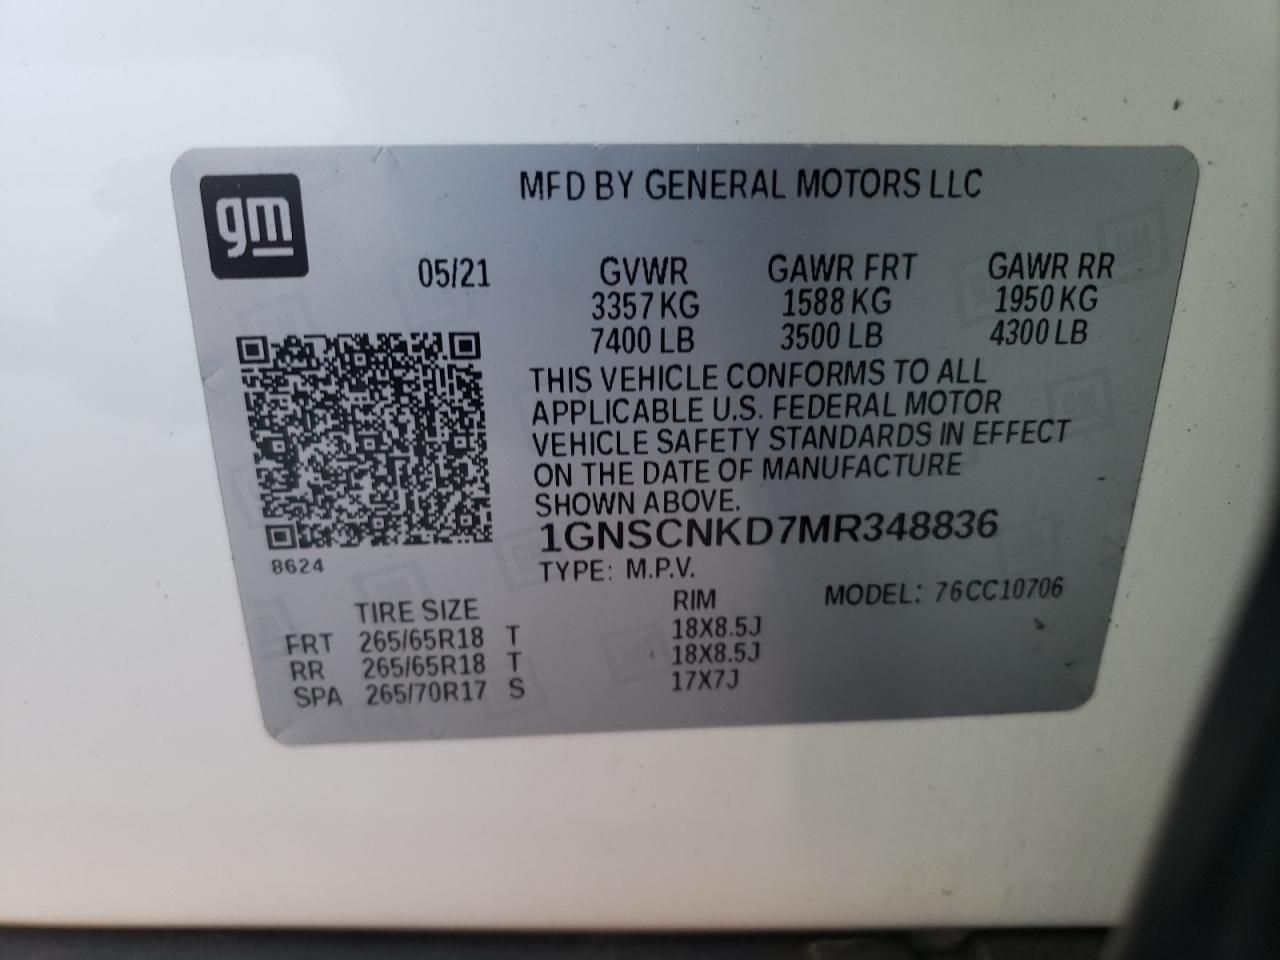 gm
MFD BY GENERAL MOTORS LLC
05/21 GVWR GAWR FRT GAWR RR
3357 KG 1588 KG 1950 KG
7400 LB 3500 LB 4300 LB
THIS VEHICLE CONFORMS TO ALL
APPLICABLE U.S. FEDERAL MOTOR
VEHICLE SAFETY STANDARDS IN EFFECT
ON THE DATE OF MANUFACTURE
SHOWN ABOVE.
1GNSCNKD7MR348836
8624
TYPE: M.P.V.
TIRE SIZE RIM MODEL: 76CC10706
FRT 265/65R18 T 18X8.5J
RR 265/65R18 T 18X8.5J
SPA 265/70R17 S 17X7J